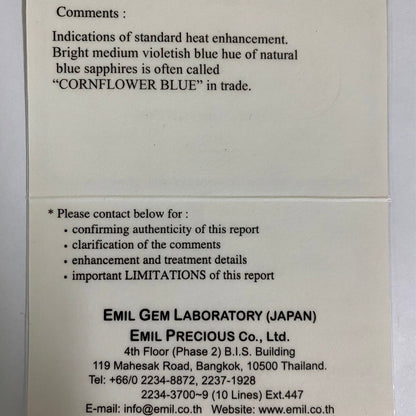 Comments :
Indications of standard heat enhancement.
Bright medium violetish blue hue of natural
blue sapphires is often called
“CORNFLOWER BLUE” in trade.
* Please contact below for :
• confirming authenticity of this report
• clarification of the comments
• enhancement and treatment details
• important LIMITATIONS of this report
EMIL GEM LABORATORY (JAPAN)
EMIL PRECIOUS CO., LTD.
4th Floor (Phase 2) B.I.S. Building
119 Mahesak Road, Bangkok, 10500 Thailand.
Tel: +66/0 2234-8872, 2237-1928
2234-3700~9 (10 Lines) Ext.447
E-mail: info@emil.co.th Website: www.emil.co.th